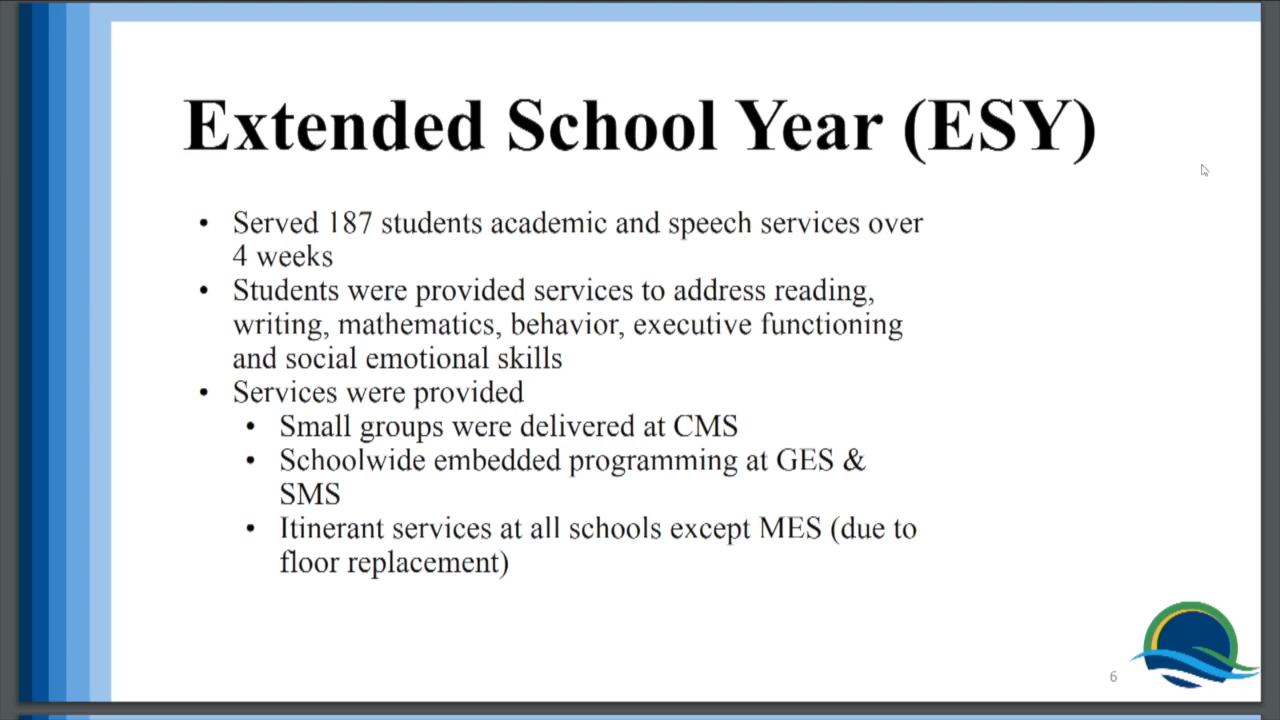 Extended School Year (ESY)
• Served 187 students academic and speech services over
4 weeks
• Students were provided services to address reading,
writing, mathematics, behavior, executive functioning
and social emotional skills
• Services were provided
• Small groups were delivered at CMS
• Schoolwide embedded programming at GES &
SMS
• Itinerant services at all schools except MES (due to
floor replacement)
6